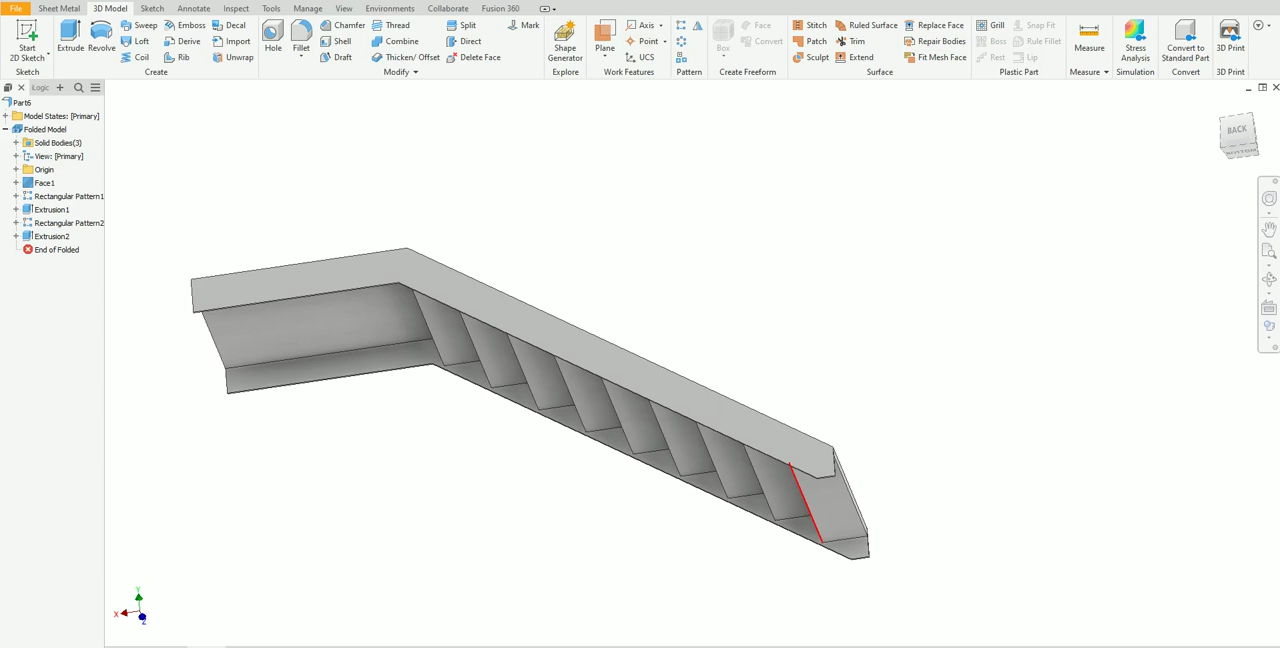 File Sheet Metal 3D Model Sketch Annotate Inspect Tools Manage View Environments Collaborate Fusion 360
Start
2D Sketch
Sketch
Extrude Revolve
Sweep Emboss Decal
Loft Derive Import
Coil Rib Unwrap
Create
Hole Fillet
Chamfer Thread Split Mark
Shell Combine Direct
Draft Thicken/ Offset Delete Face
Modify
Shape
Generator
Explore
Plane
Axis
Point
UCS
Work Features
Pattern
Box
Face
Convert
Create Freeform
Stitch Ruled Surface Replace Face
Patch Trim Repair Bodies
Sculpt Extend Fit Mesh Face
Surface
Grill Snap Fit
Boss Rule Fillet
Rest Lip
Plastic Part
Measure
Measure
Stress
Analysis
Simulation
Convert to
Standard Part
Convert
3D Print
3D Print
Logic
Part6
Model States: [Primary]
Folded Model
Solid Bodies(3)
View: [Primary]
Origin
Face1
Rectangular Pattern1
Extrusion1
Rectangular Pattern2
Extrusion2
End of Folded
BACK
BOTTOM
Y
X
Z